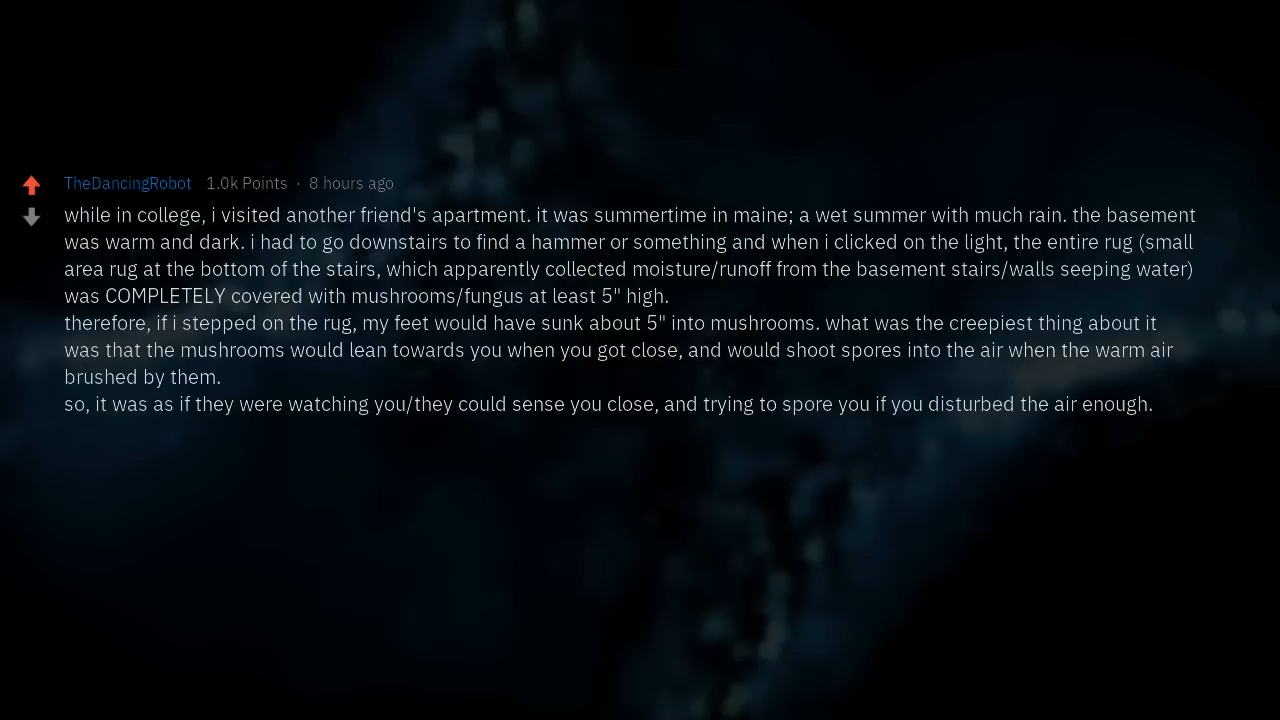 TheDancingRobot 1.0k Points · 8 hours ago
while in college, i visited another friend's apartment. it was summertime in maine; a wet summer with much rain. the basement
was warm and dark. i had to go downstairs to find a hammer or something and when i clicked on the light, the entire rug (small
area rug at the bottom of the stairs, which apparently collected moisture/runoff from the basement stairs/walls seeping water)
was COMPLETELY covered with mushrooms/fungus at least 5" high.
therefore, if i stepped on the rug, my feet would have sunk about 5" into mushrooms. what was the creepiest thing about it
was that the mushrooms would lean towards you when you got close, and would shoot spores into the air when the warm air
brushed by them.
so, it was as if they were watching you/they could sense you close, and trying to spore you if you disturbed the air enough.